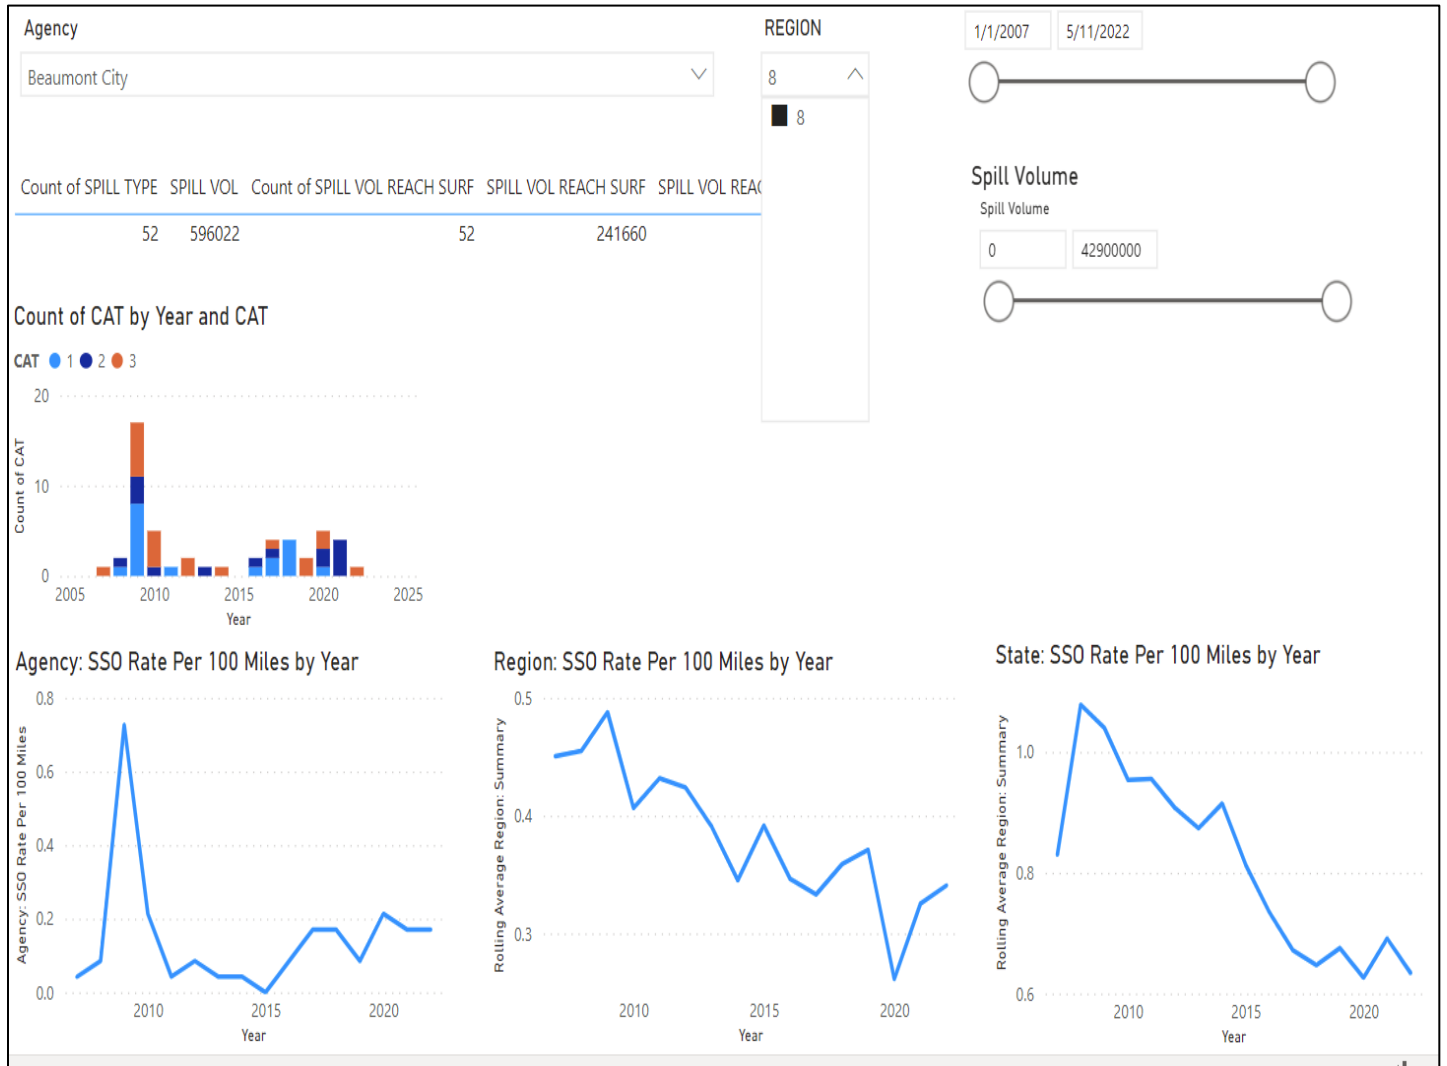 Agency
Beaumont City
REGION
8
8
1/1/2007 5/11/2022
Spill Volume
Spill Volume
0 42900000
Count of SPILL TYPE SPILL VOL Count of SPILL VOL REACH SURF SPILL VOL REACH SURF SPILL VOL REAC
52 596022 52 241660
Count of CAT by Year and CAT
CAT 1 2 3
Count of CAT
20
10
0
2005 2010 2015 2020 2025
Year
Agency: SSO Rate Per 100 Miles by Year
Agency: SSO Rate Per 100 Miles
0.8
0.6
0.4
0.2
0.0
2010 2015 2020
Year
Region: SSO Rate Per 100 Miles by Year
Rolling Average Region: Summary
0.5
0.4
0.3
2010 2015 2020
Year
State: SSO Rate Per 100 Miles by Year
Rolling Average Region: Summary
1.0
0.8
0.6
2010 2015 2020
Year